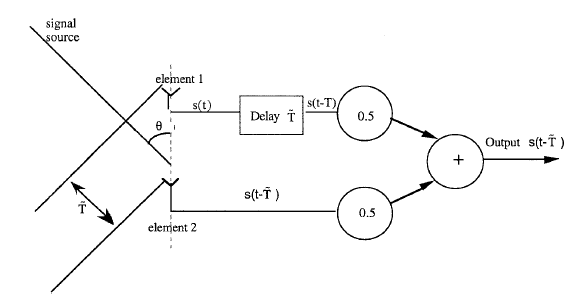 signal
source
element 1
s(t)
Delay T̃
s(t-T)
0.5
θ
+
Output s(t-T̃)
T̃
s(t-T̃)
0.5
element 2